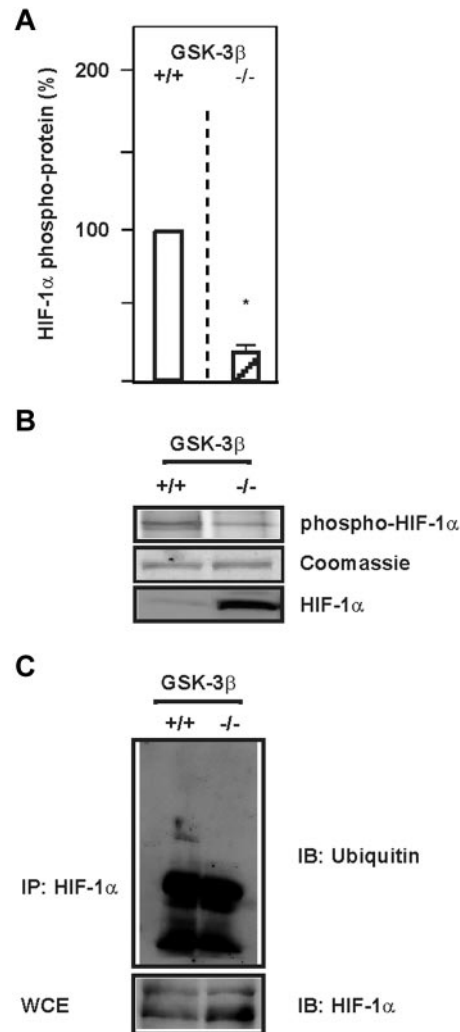 A
GSK-3β
+/+ -/-
HIF-1α phospho-protein (%)
200
100
*
B
GSK-3β
+/+ -/-
phospho-HIF-1α
Coomassie
HIF-1α
C
GSK-3β
+/+ -/-
IP: HIF-1α
IB: Ubiquitin
WCE
IB: HIF-1α